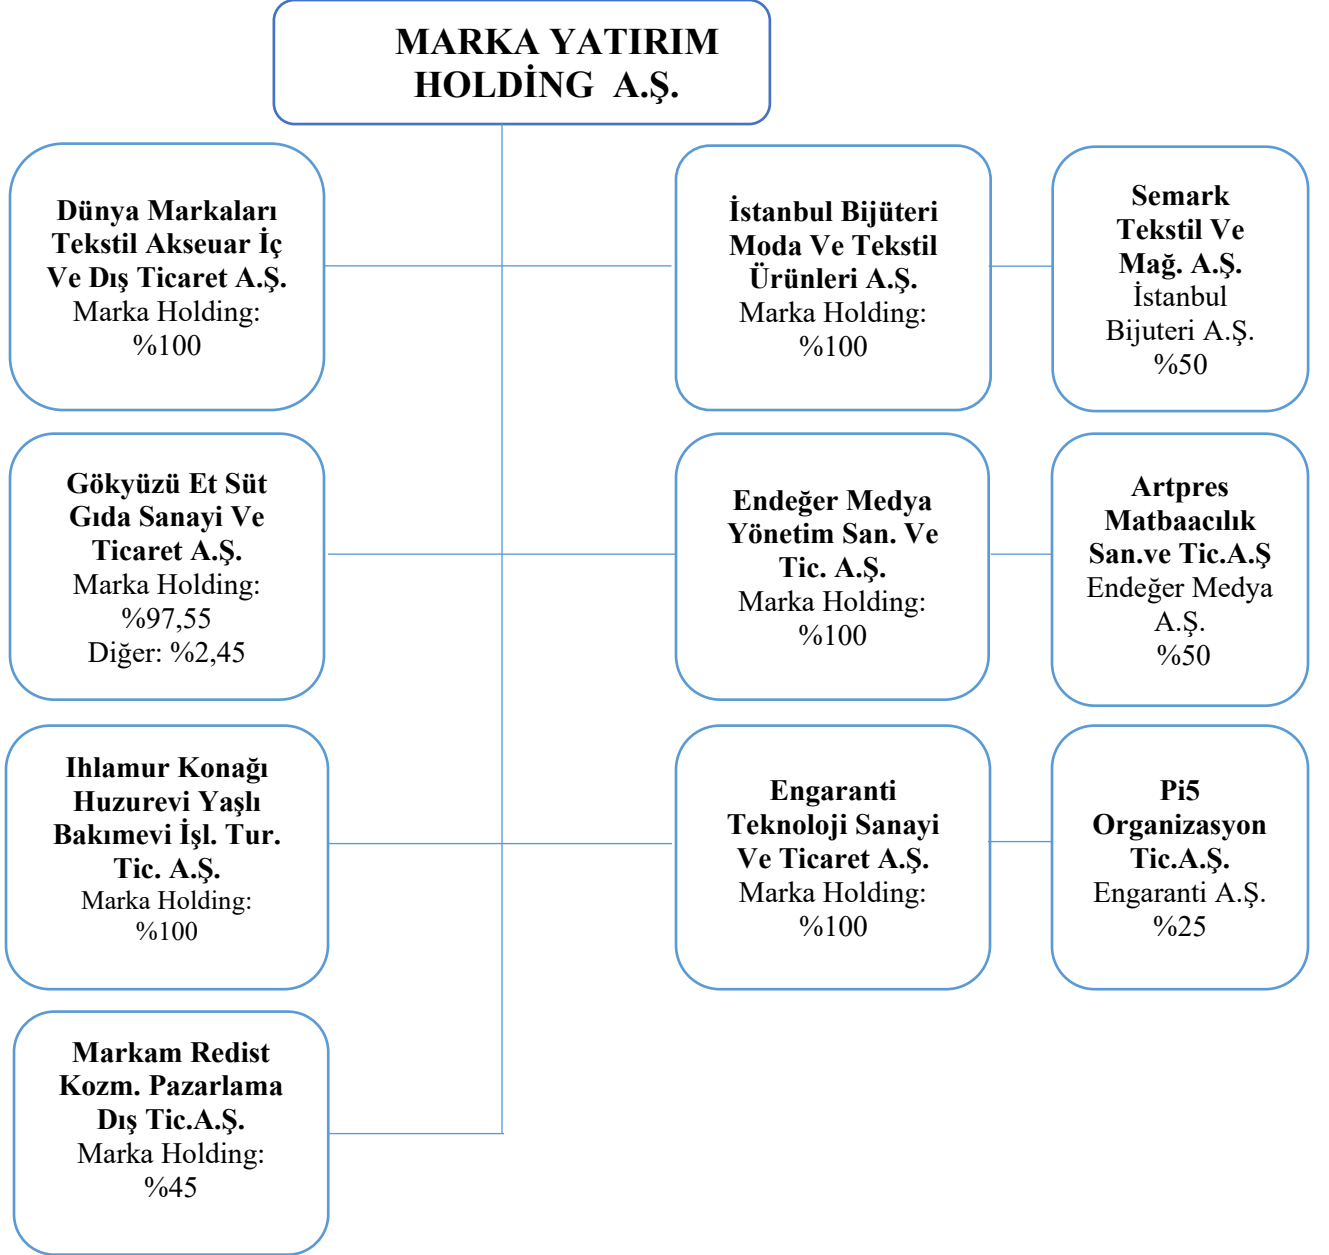 MARKA YATIRIM
HOLDİNG A.Ş.
Dünya Markaları
Tekstil Akseuar İç
Ve Dış Ticaret A.Ş.
Marka Holding:
%100
İstanbul Bijüteri
Moda Ve Tekstil
Ürünleri A.Ş.
Marka Holding:
%100
Semark
Tekstil Ve
Mağ. A.Ş.
İstanbul
Bijuteri A.Ş.
%50
Gökyüzü Et Süt
Gıda Sanayi Ve
Ticaret A.Ş.
Marka Holding:
%97,55
Diğer: %2,45
Endeğer Medya
Yönetim San. Ve
Tic. A.Ş.
Marka Holding:
%100
Artpres
Matbaacılık
San.ve Tic.A.Ş
Endeğer Medya
A.Ş.
%50
Ihlamur Konağı
Huzurevi Yaşlı
Bakımevi İşl. Tur.
Tic. A.Ş.
Marka Holding:
%100
Engaranti
Teknoloji Sanayi
Ve Ticaret A.Ş.
Marka Holding:
%100
Pi5
Organizasyon
Tic.A.Ş.
Engaranti A.Ş.
%25
Markam Redist
Kozm. Pazarlama
Dış Tic.A.Ş.
Marka Holding:
%45